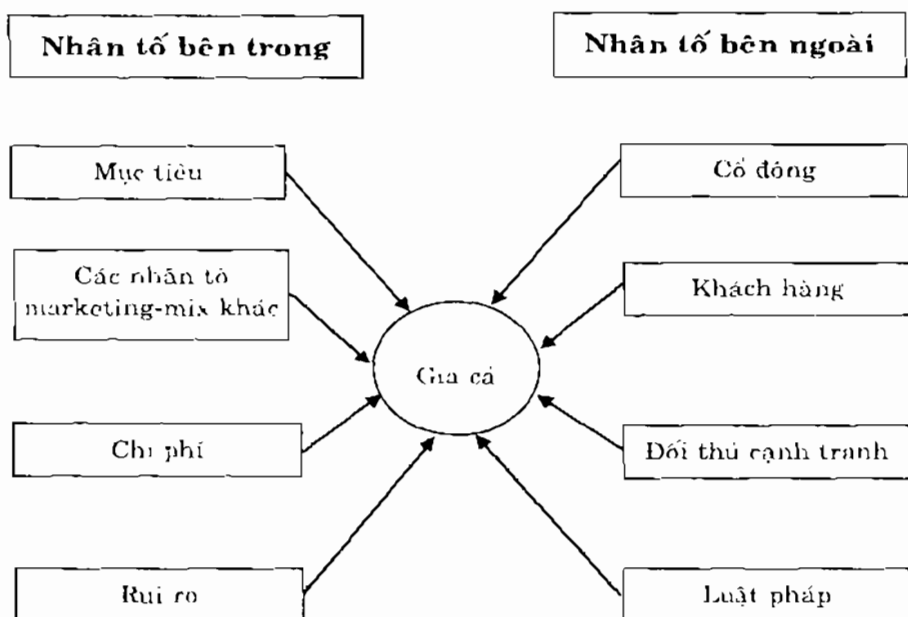 Nhân tố bên trong
Nhân tố bên ngoài
Mục tiêu
Cổ đông
Các nhân tố
marketing-mix khác
Khách hàng
Giá cả
Chi phí
Đối thủ cạnh tranh
Rủi ro
Luật pháp